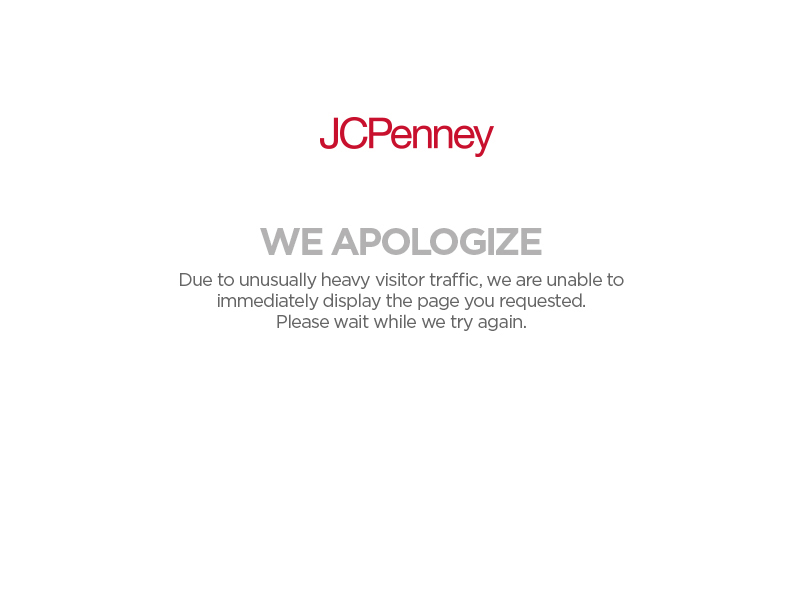 JCPenney
WE APOLOGIZE
Due to unusually heavy visitor traffic, we are unable to
immediately display the page you requested.
Please wait while we try again.